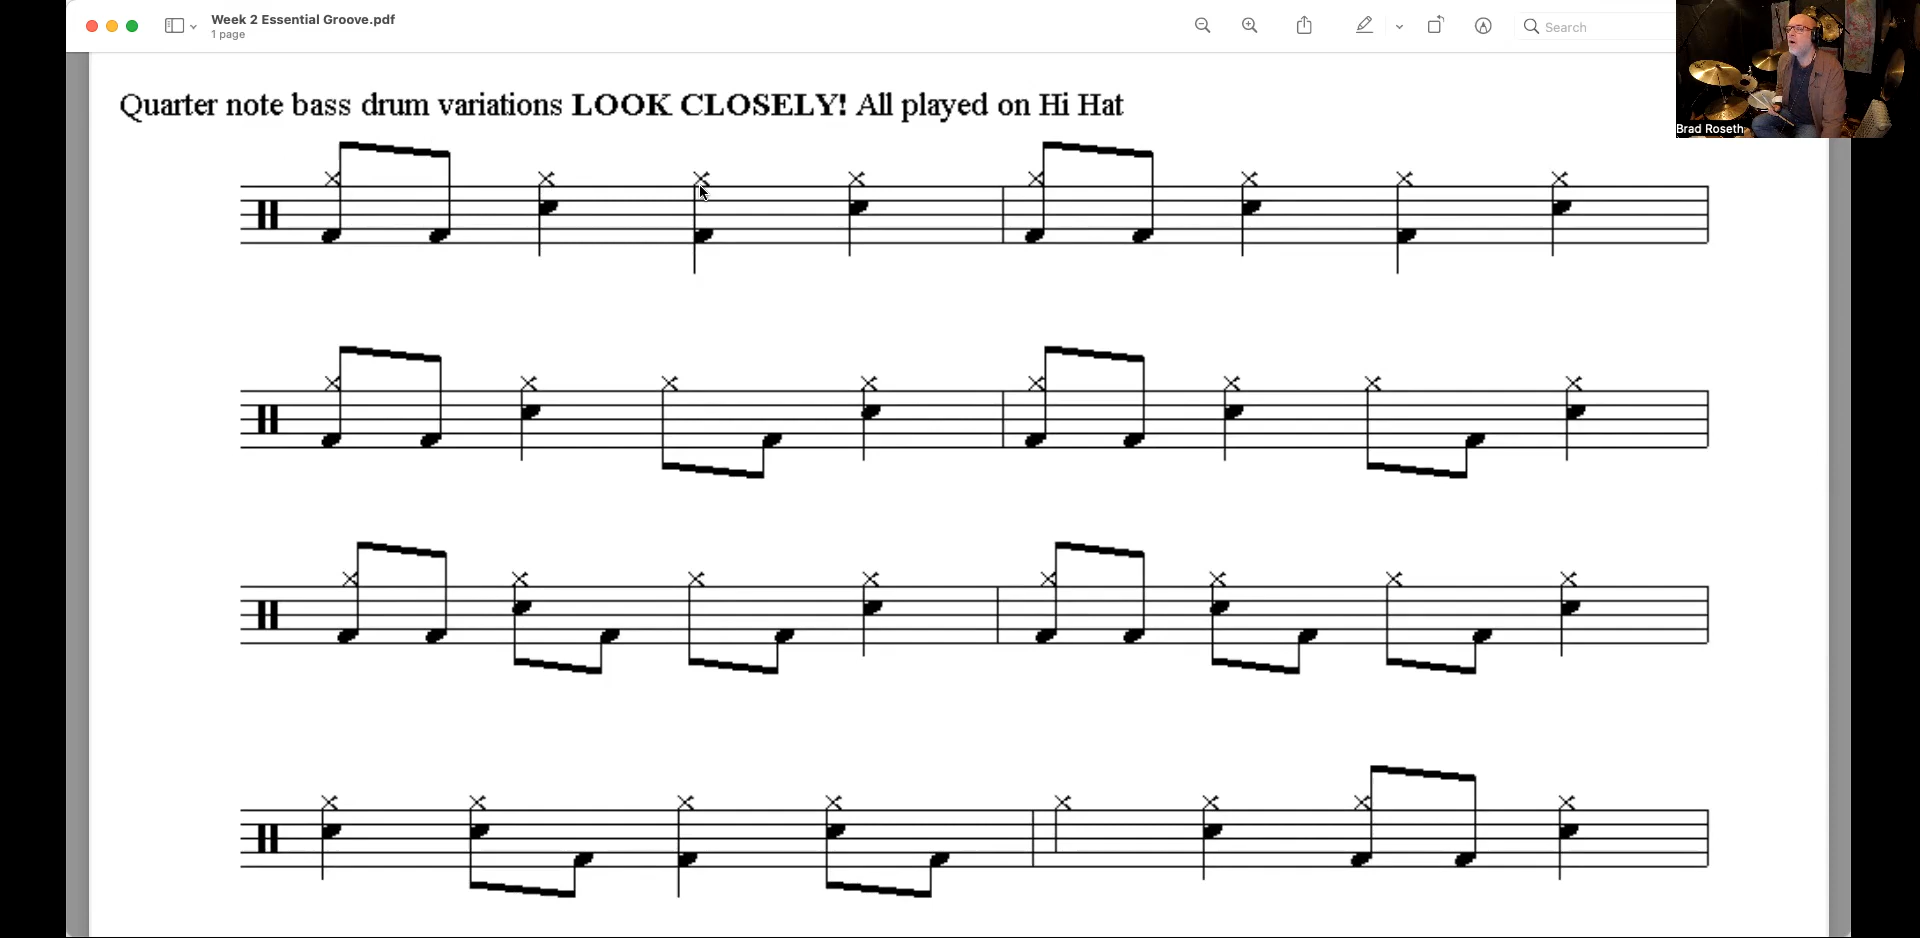 Week 2 Essential Groove.pdf
1 page
Search
Brad Roseth
Quarter note bass drum variations LOOK CLOSELY! All played on Hi Hat